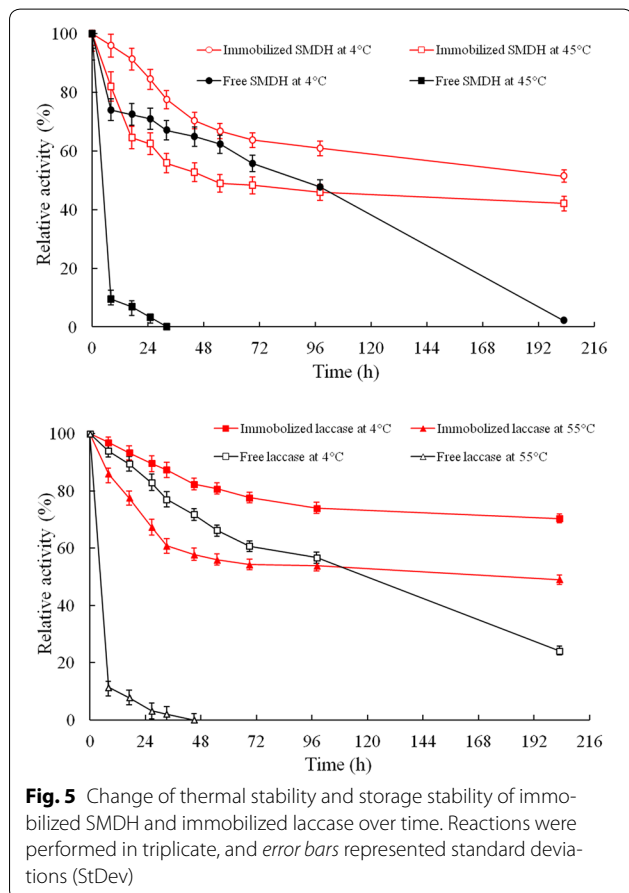 Immobilized SMDH at 4°C
Immobilized SMDH at 45°C
Free SMDH at 4°C
Free SMDH at 45°C
Relative activity (%)
100
80
60
40
20
0
0 24 48 72 96 120 144 168 192 216
Time (h)
Immobolized laccase at 4°C
Immobolized laccase at 55°C
Free laccase at 4°C
Free laccase at 55°C
Relative activity (%)
100
80
60
40
20
0
0 24 48 72 96 120 144 168 192 216
Time (h)
Fig. 5 Change of thermal stability and storage stability of immo-
bilized SMDH and immobilized laccase over time. Reactions were
performed in triplicate, and error bars represented standard devia-
tions (StDev)